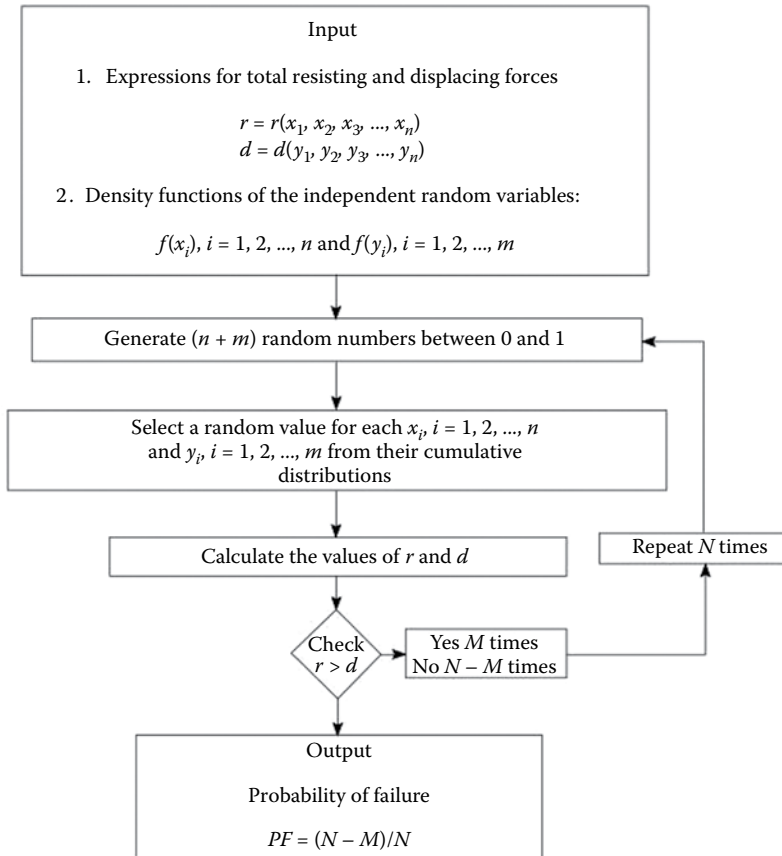 Input
1. Expressions for total resisting and displacing forces
r = r(x₁, x₂, x₃, ..., xₙ)
d = d(y₁, y₂, y₃, ..., yₙ)
2. Density functions of the independent random variables:
f(xᵢ), i = 1, 2, ..., n and f(yᵢ), i = 1, 2, ..., m
Generate (n + m) random numbers between 0 and 1
Select a random value for each xᵢ, i = 1, 2, ..., n
and yᵢ, i = 1, 2, ..., m from their cumulative
distributions
Calculate the values of r and d
Repeat N times
Check
r > d
Yes M times
No N – M times
Output
Probability of failure
PF = (N – M)/N